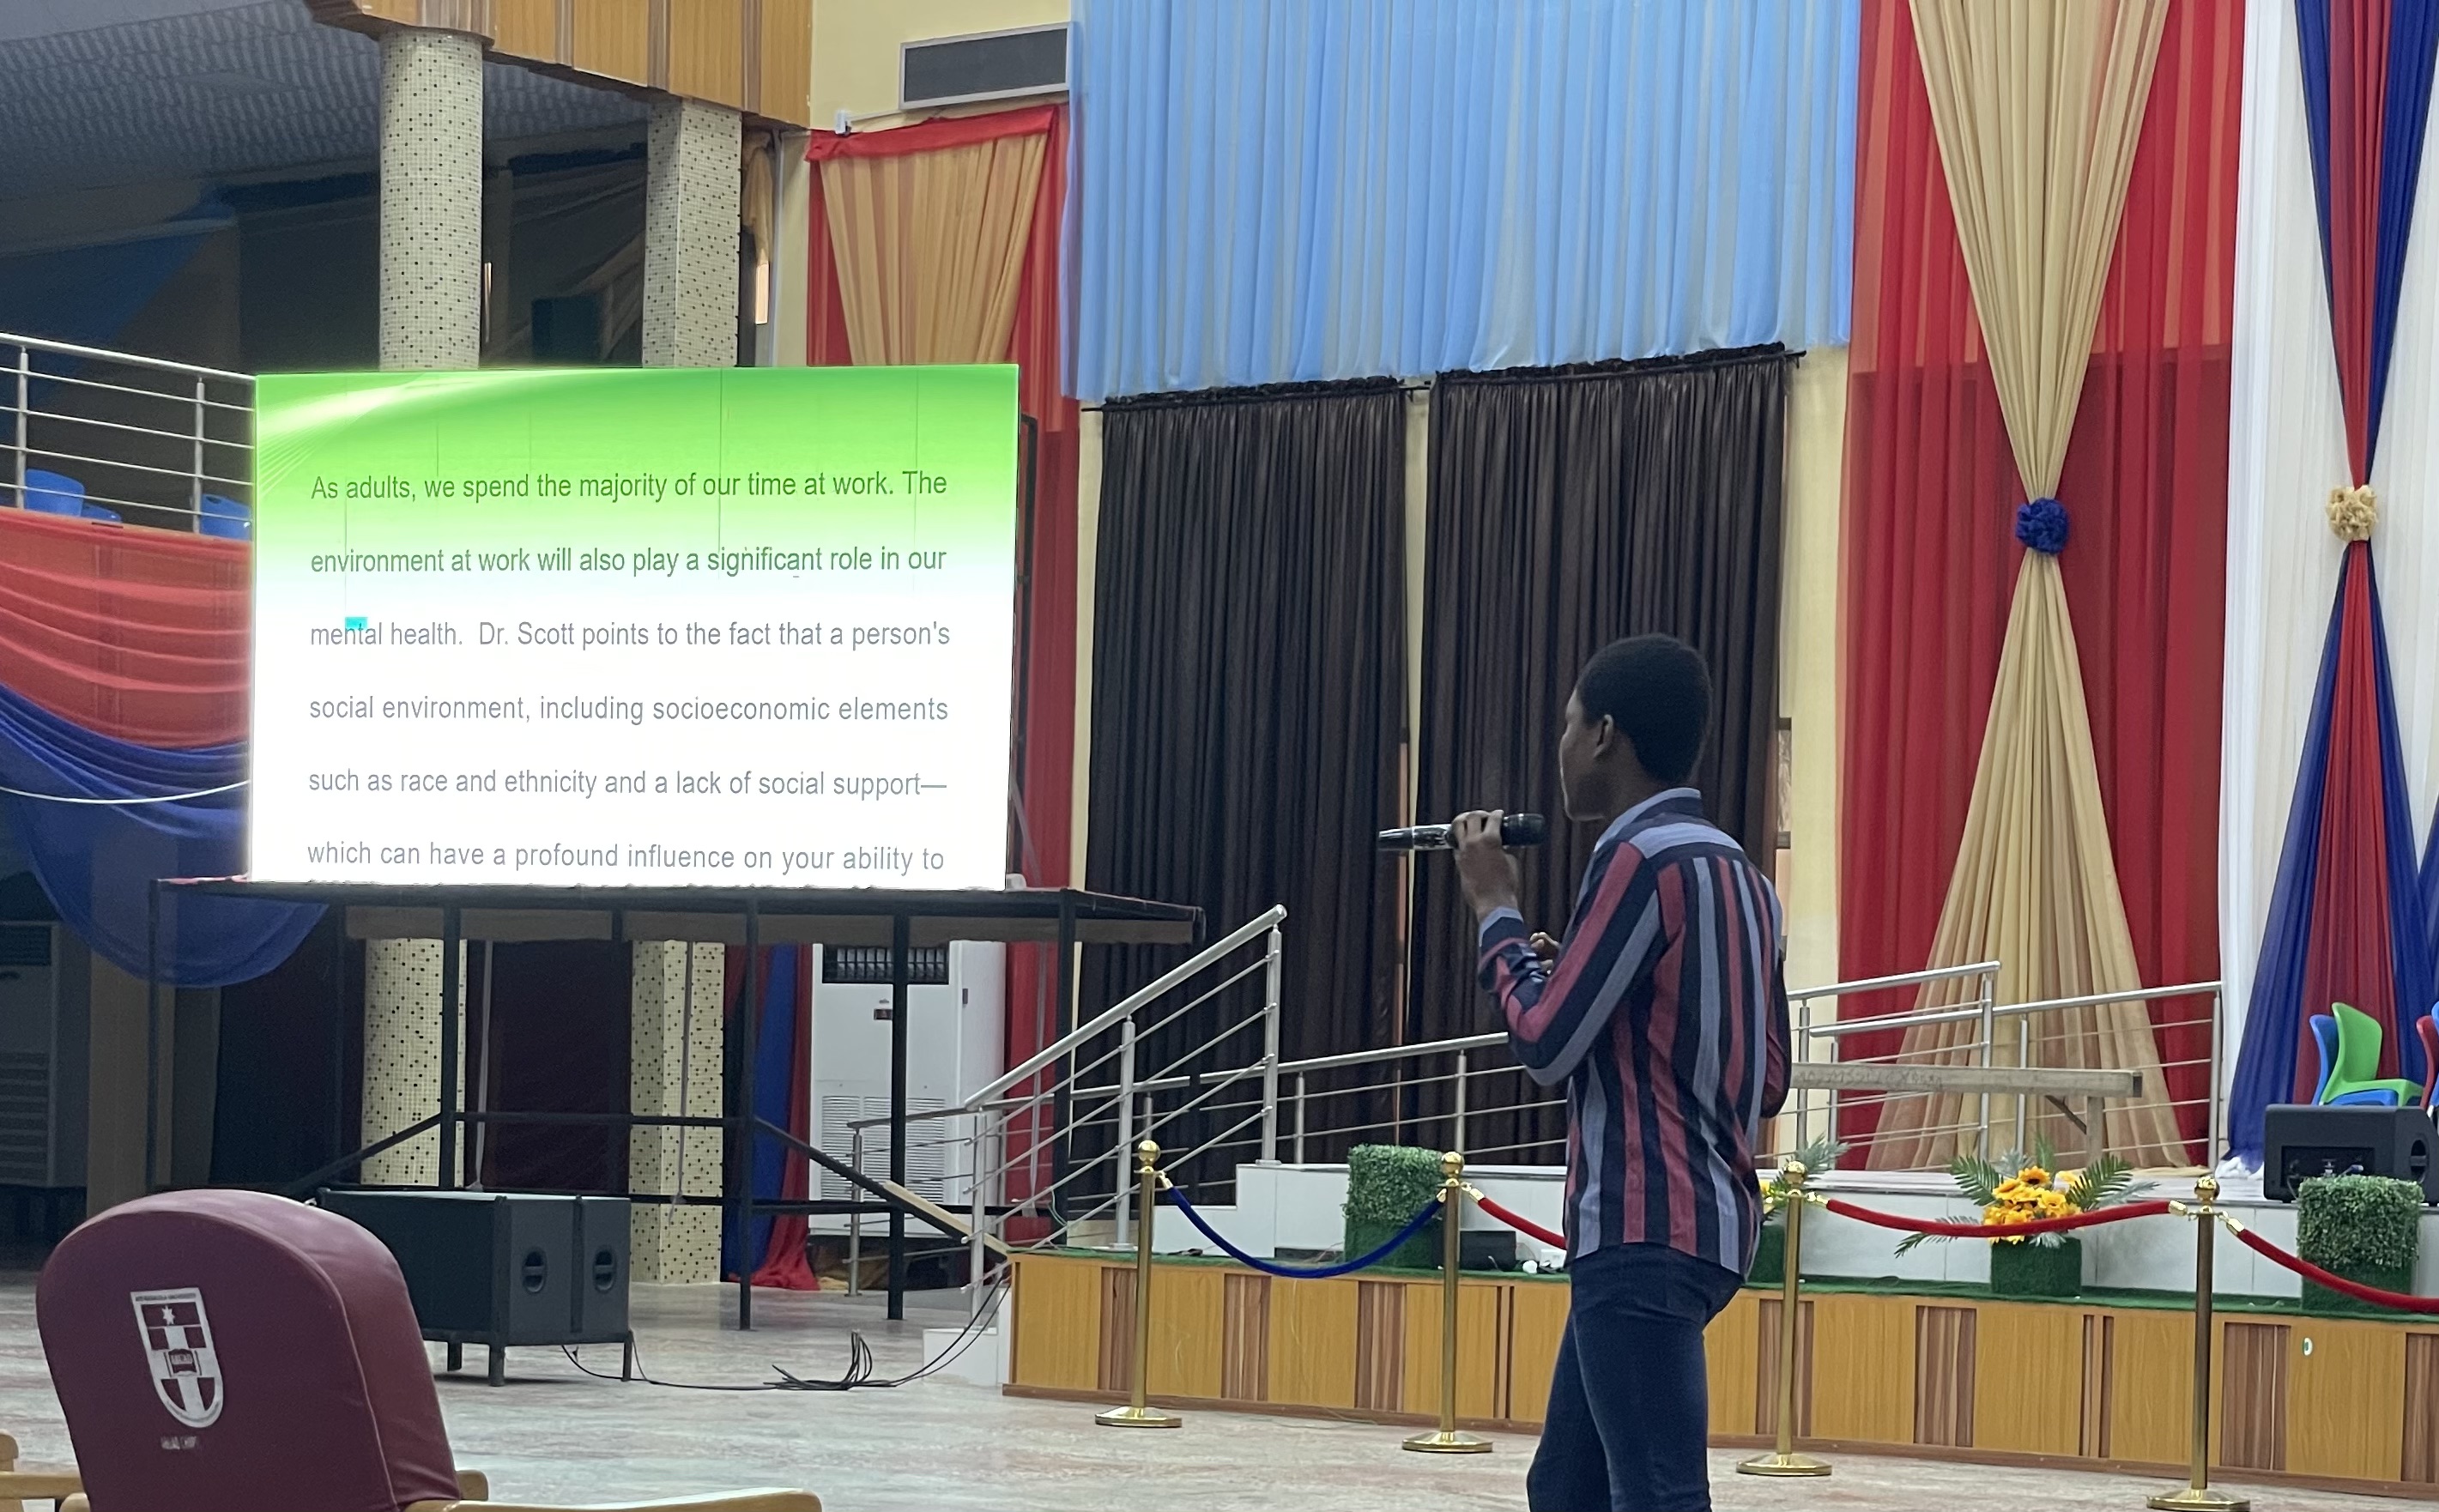 As adults, we spend the majority of our time at work. The
environment at work will also play a significant role in our
mental health.  Dr. Scott points to the fact that a person's
social environment, including socioeconomic elements
such as race and ethnicity and a lack of social support—
which can have a profound influence on your ability to